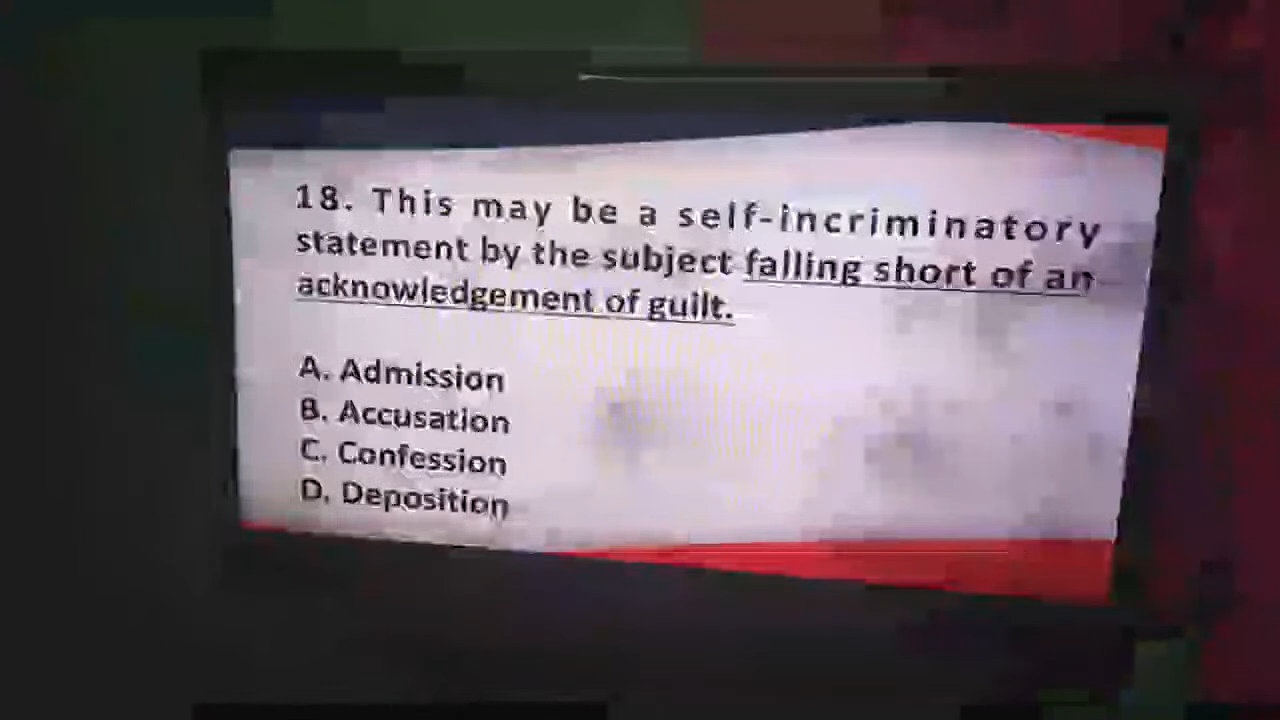 18. This may be a self-incriminatory
statement by the subject falling short of an
acknowledgement of guilt.
A. Admission
B. Accusation
C. Confession
D. Deposition